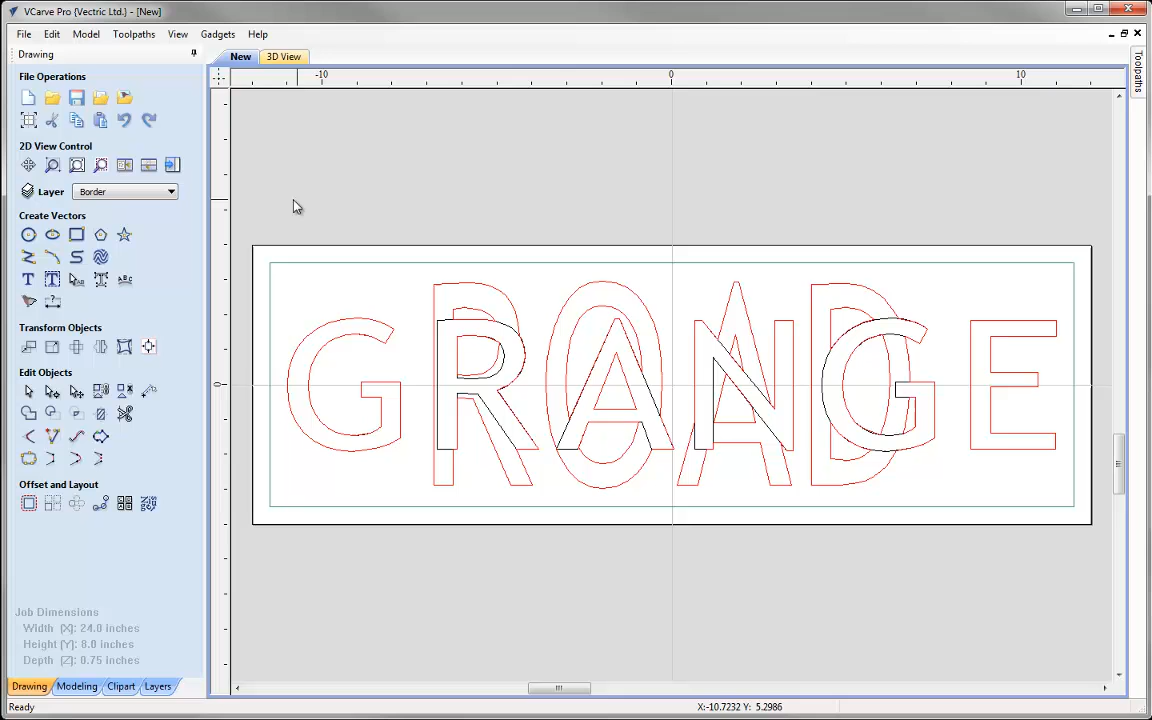 VCarve Pro {Vectric Ltd.} - [New]
File Edit Model Toolpaths View Gadgets Help
Drawing
New 3D View
File Operations
-10 0 10
Toolpaths
2D View Control
Layer Border
Create Vectors
Transform Objects
Edit Objects
0
GRANGE
ROAD
Offset and Layout
Job Dimensions
Width (X): 24.0 inches
Height (Y): 8.0 inches
Depth (Z): 0.75 inches
Drawing Modeling Clipart Layers
Ready X:-10.7232 Y: 5.2986